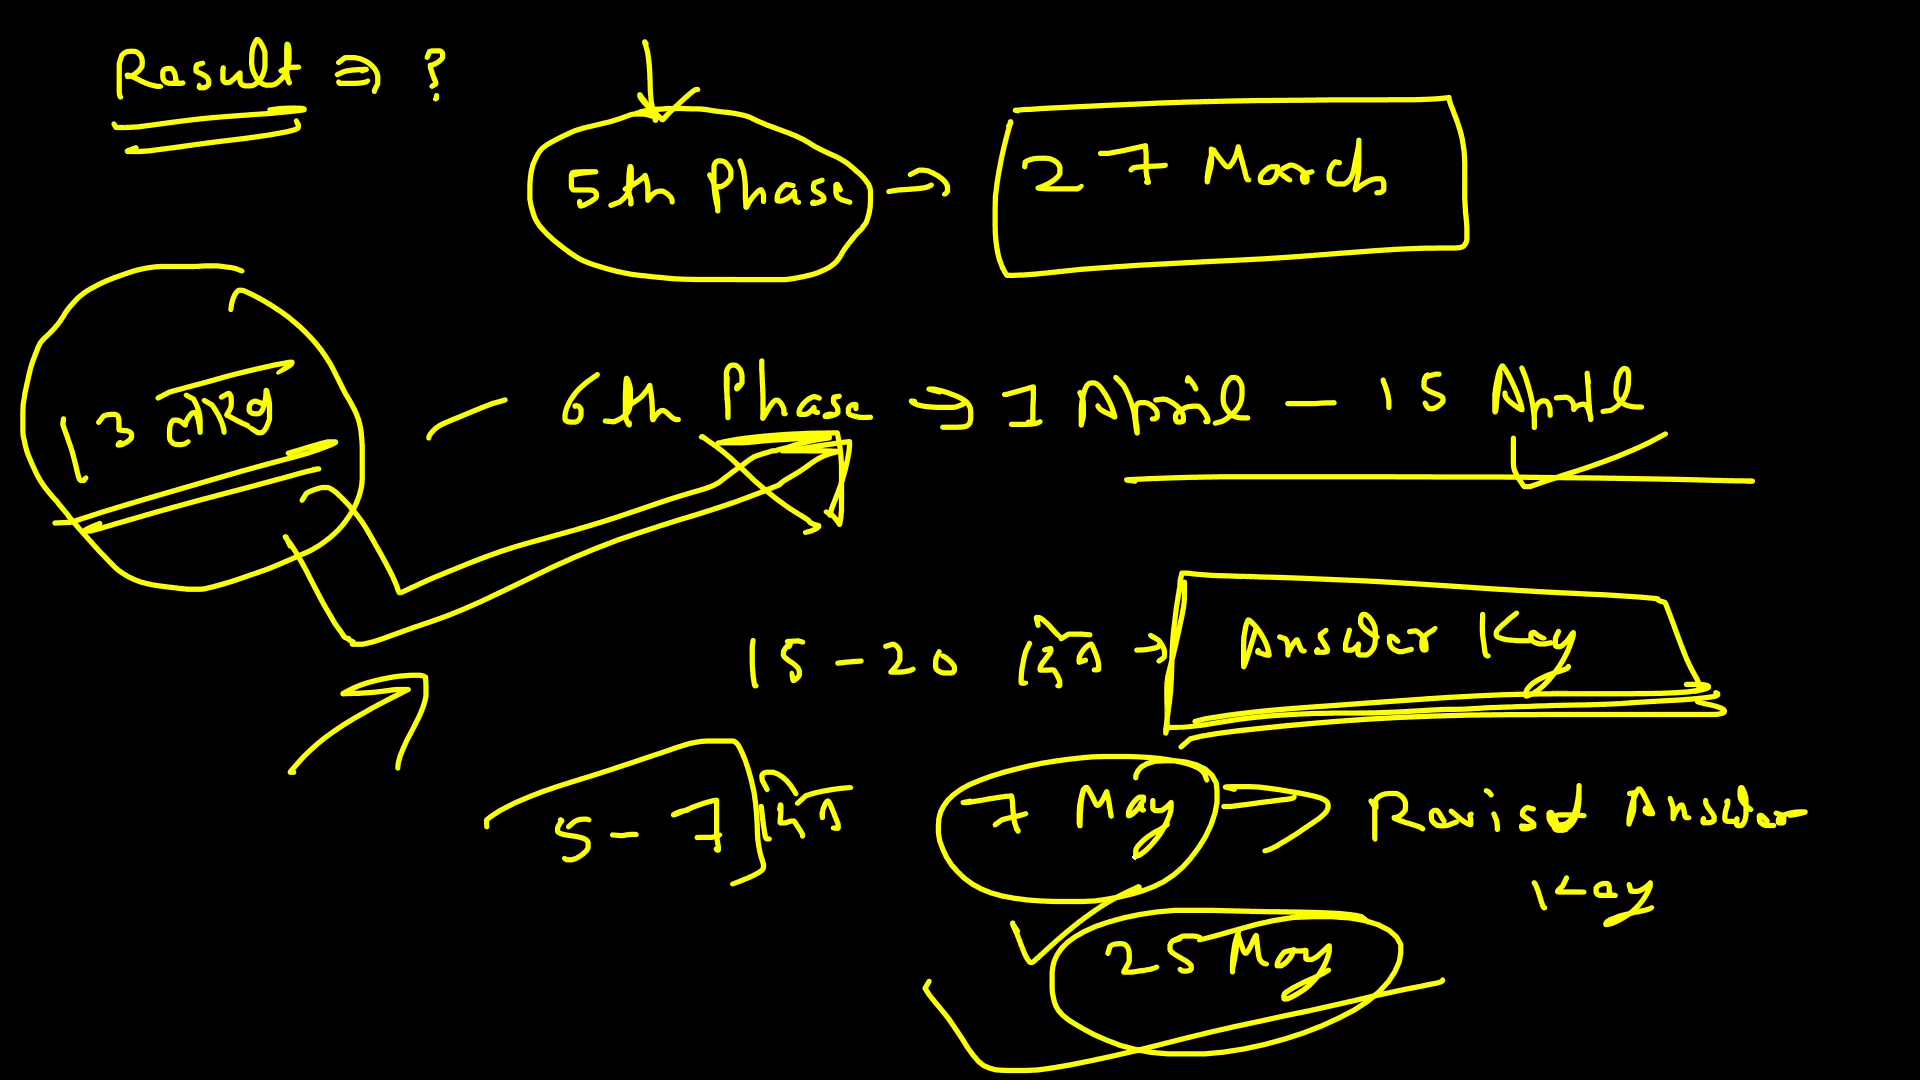 Result ⇒ ?
5th Phase → 27 March
13 लाख - 6th Phase ⇒ 1 April - 15 April
15 - 20 दिन → Answer Key
5 - 7 दिन 7 May ⇒ Revised Answer
Key
25 May